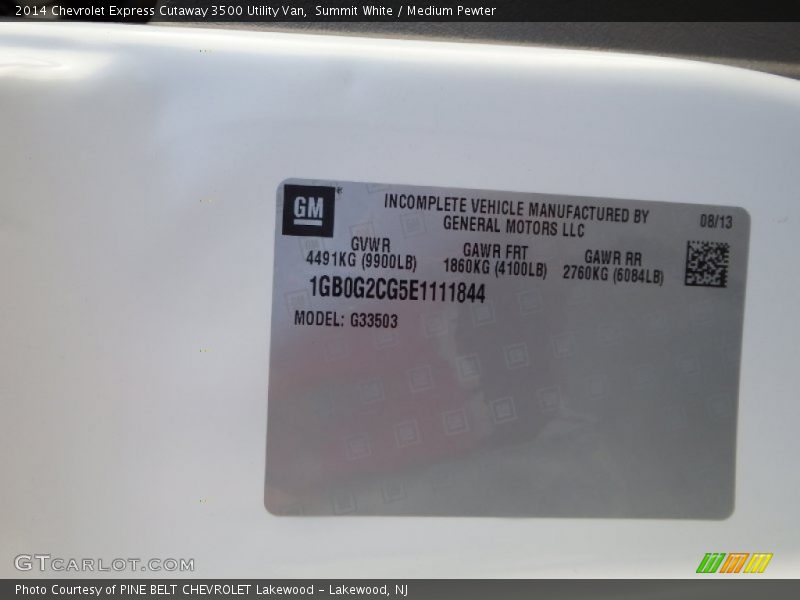 2014 Chevrolet Express Cutaway 3500 Utility Van,  Summit White / Medium Pewter
GM
INCOMPLETE VEHICLE MANUFACTURED BY
GENERAL MOTORS LLC
08/13
GVWR
4491KG (9900LB)
GAWR FRT
1860KG (4100LB)
GAWR RR
2760KG (6084LB)
1GB0G2CG5E1111844
MODEL: G33503
GTCARLOT.COM
Photo Courtesy of PINE BELT CHEVROLET Lakewood - Lakewood, NJ